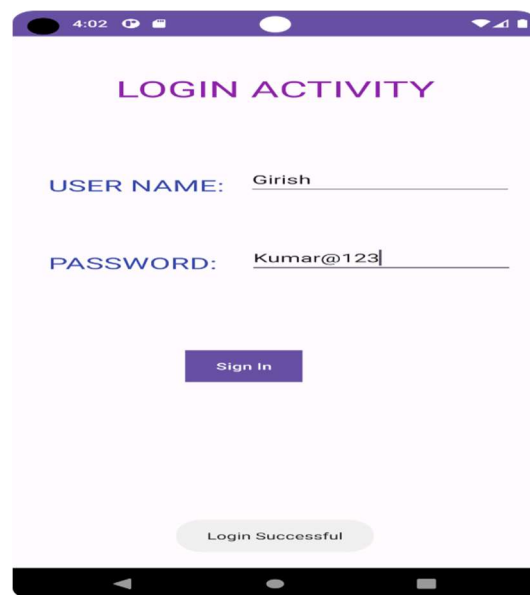 4:02
LOGIN ACTIVITY
USER NAME: Girish
PASSWORD: Kumar@123
Sign In
Login Successful